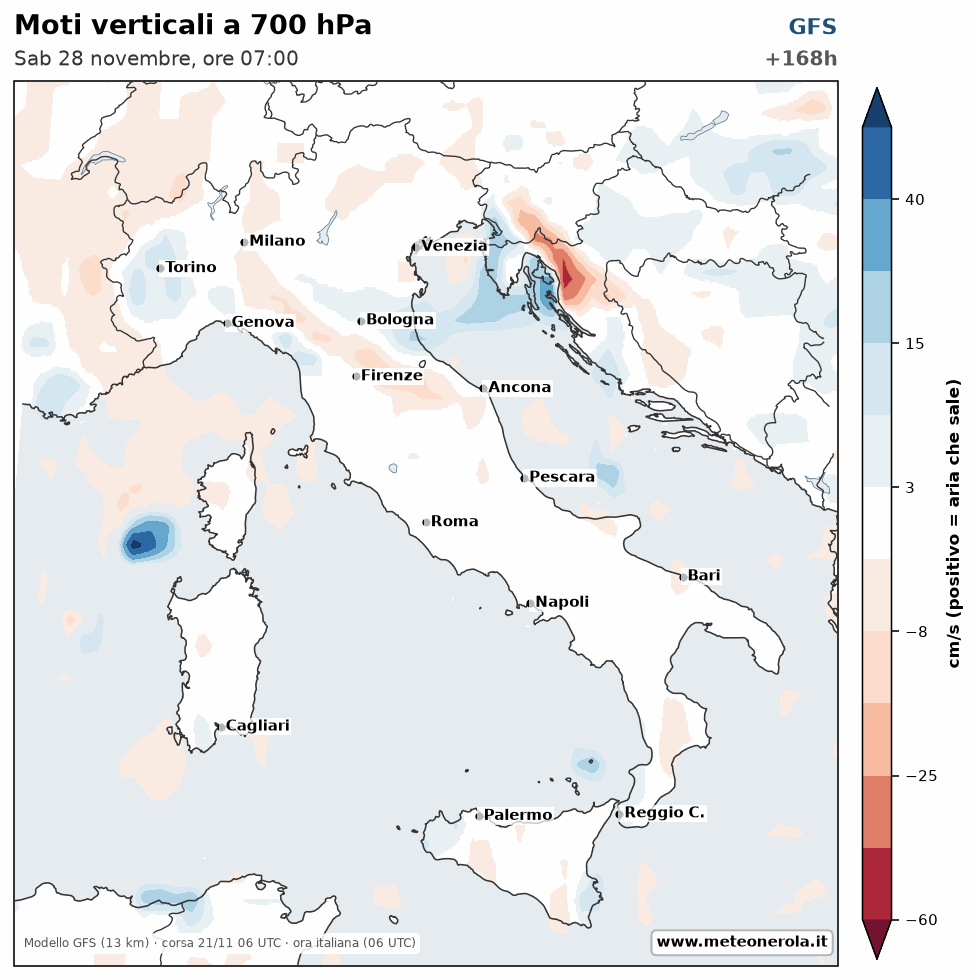 Moti verticali a 700 hPa
GFS
Sab 28 novembre, ore 07:00
+168h
40
15
3
−8
−25
−60
cm/s (positivo = aria che sale)
Milano
Venezia
Torino
Genova
Bologna
Firenze
Ancona
Pescara
Roma
Bari
Napoli
Cagliari
Palermo
Reggio C.
Modello GFS (13 km) · corsa 21/11 06 UTC · ora italiana (06 UTC)
www.meteonerola.it